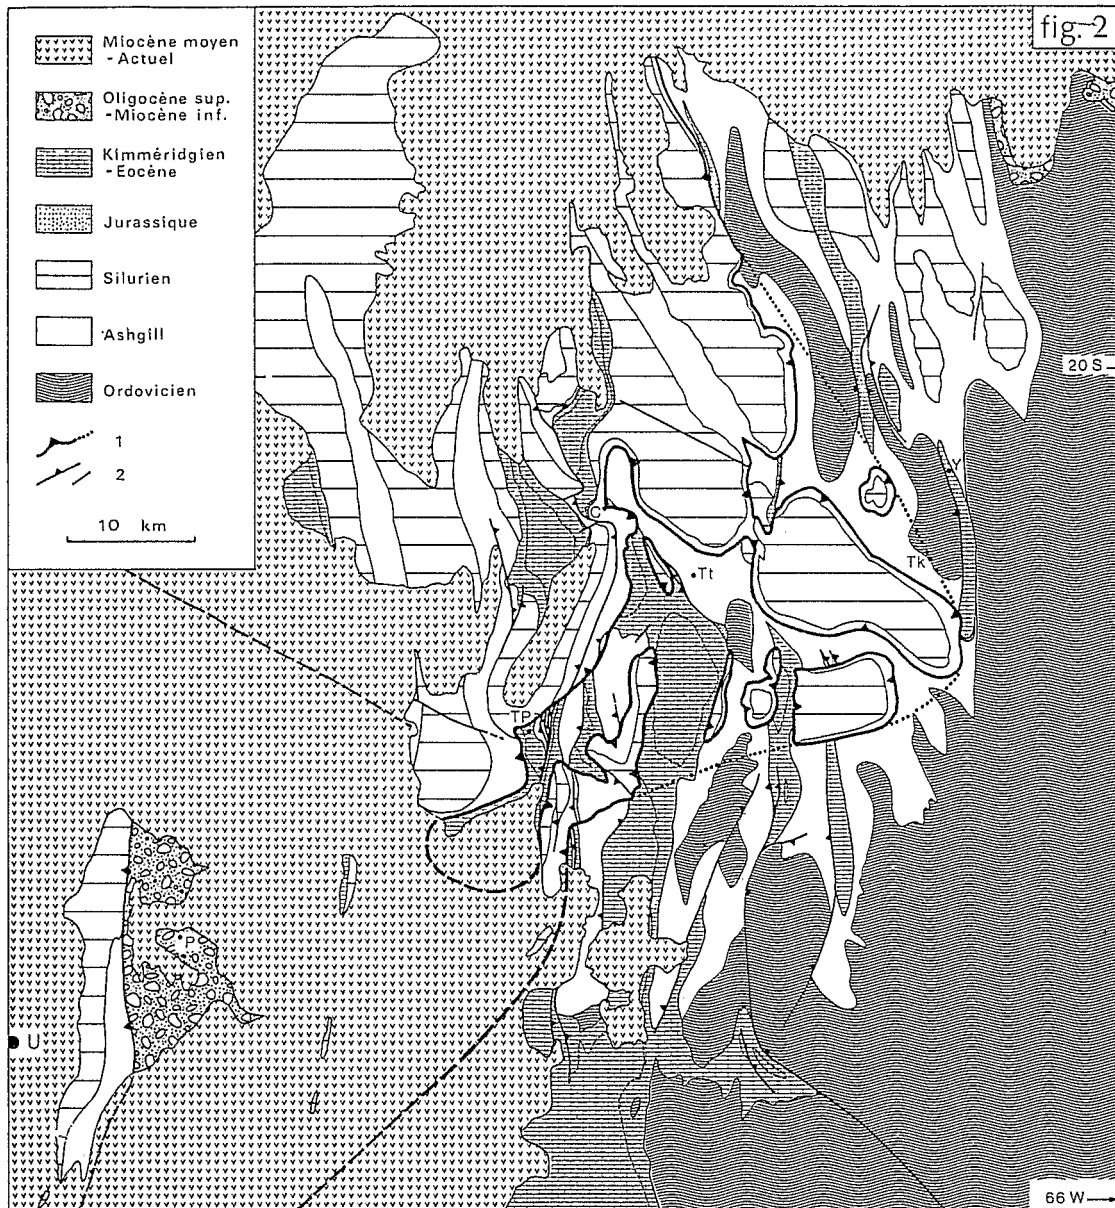 fig. 2
Miocène moyen
- Actuel
Oligocène sup.
- Miocène inf.
Kimméridgien
- Eocène
Jurassique
Silurien
Ashgill
Ordovicien
1
2
10 km
20 S
Y
C
Tt
Tk
TP
P
U
66 W